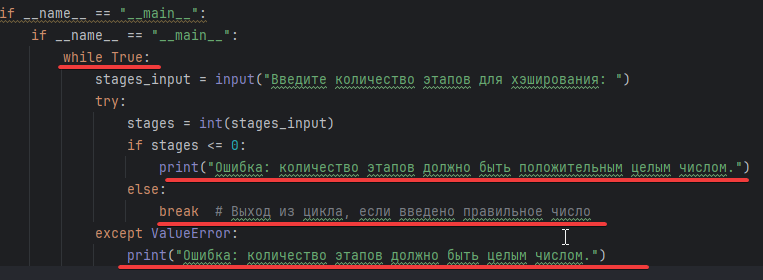 if __name__ == "__main__":
if __name__ == "__main__":
while True:
stages_input = input("Введите количество этапов для хэширования: ")
try:
stages = int(stages_input)
if stages <= 0:
print("Ошибка: количество этапов должно быть положительным целым числом.")
else:
break  # Выход из цикла, если введено правильное число
except ValueError:
print("Ошибка: количество этапов должно быть целым числом.")